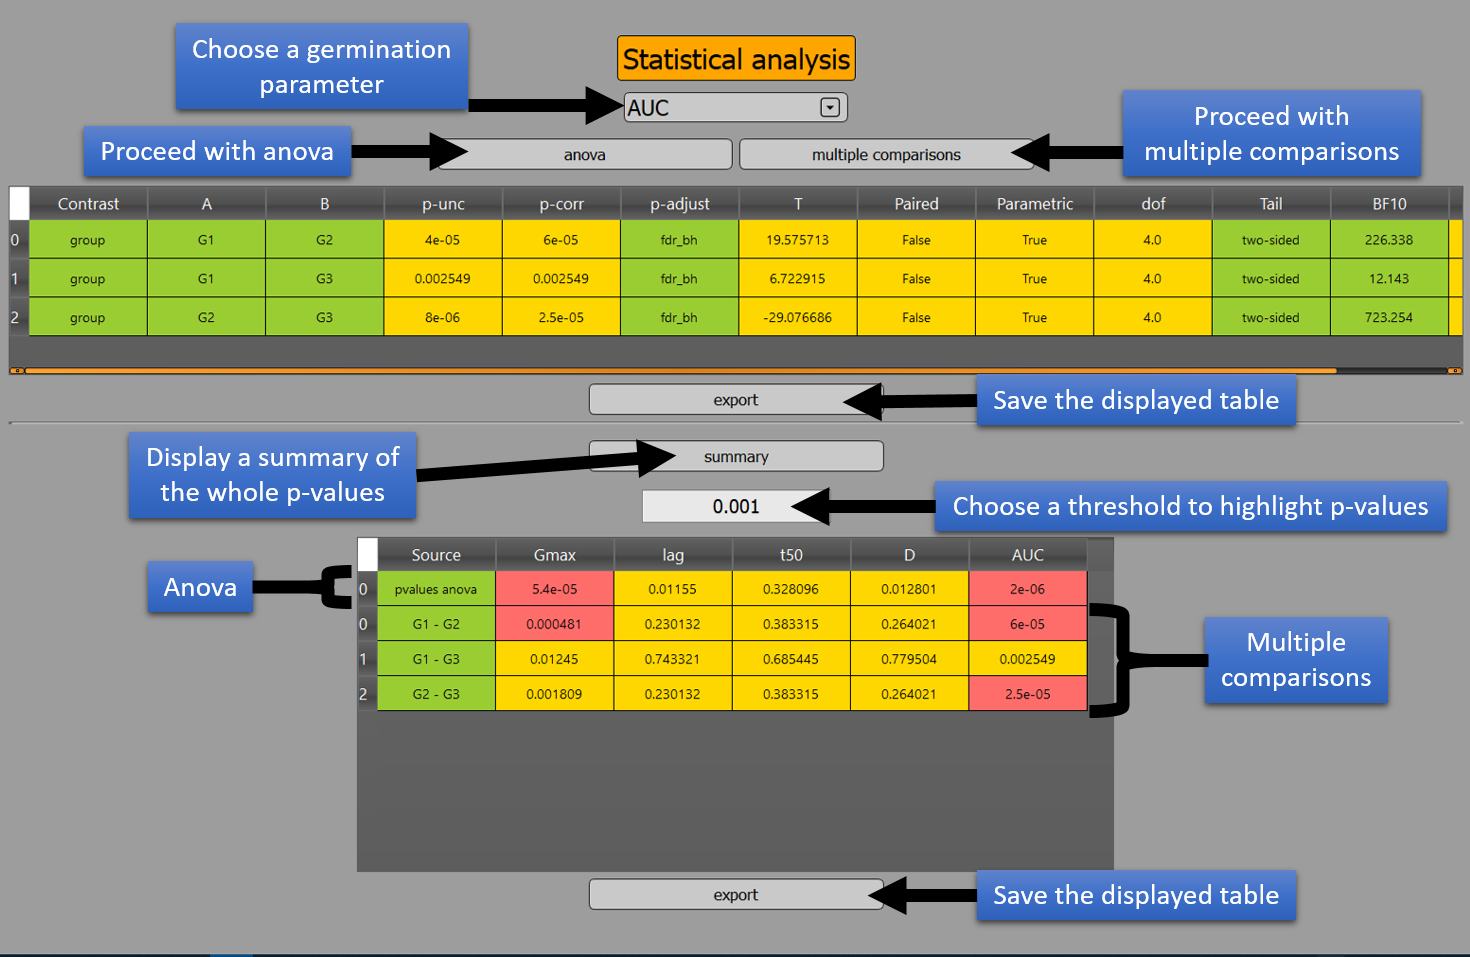 Choose a germination
parameter
Statistical analysis
AUC
Proceed with anova
anova
multiple comparisons
Proceed with
multiple comparisons
Contrast A B p-unc p-corr p-adjust T Paired Parametric dof Tail BF10
0 group G1 G2 4e-05 6e-05 fdr_bh 19.575713 False True 4.0 two-sided 226.338
1 group G1 G3 0.002549 0.002549 fdr_bh 6.722915 False True 4.0 two-sided 12.143
2 group G2 G3 8e-06 2.5e-05 fdr_bh -29.076686 False True 4.0 two-sided 723.254
export
Save the displayed table
Display a summary of
the whole p-values
summary
0.001
Choose a threshold to highlight p-values
Source Gmax lag t50 D AUC
Anova
0 pvalues anova 5.4e-05 0.01155 0.328096 0.012801 2e-06
0 G1 - G2 0.000481 0.230132 0.383315 0.264021 6e-05
1 G1 - G3 0.01245 0.743321 0.685445 0.779504 0.002549
2 G2 - G3 0.001809 0.230132 0.383315 0.264021 2.5e-05
Multiple
comparisons
export
Save the displayed table